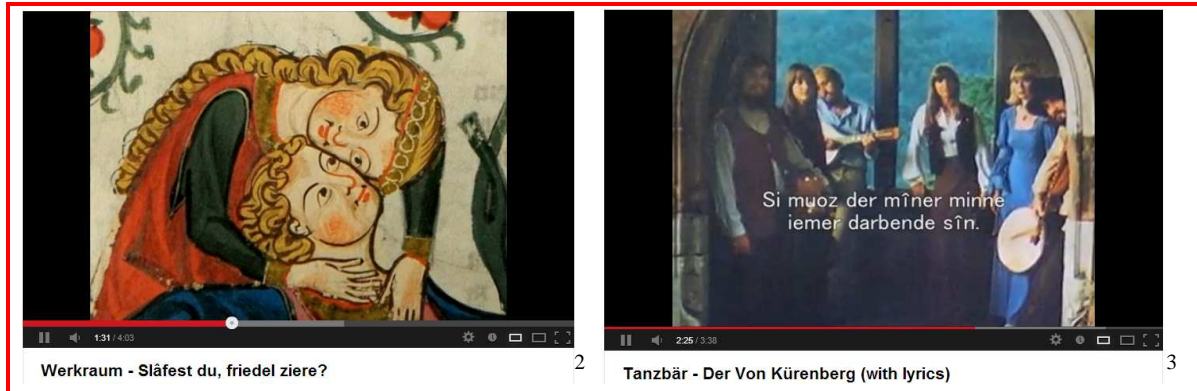 1:31 / 4:03
Werkraum - Slâfest du, friedel ziere?
2
Si muoz der mîner minne
iemer darbende sîn.
2:25 / 3:38
Tanzbär - Der Von Kürenberg (with lyrics)
3